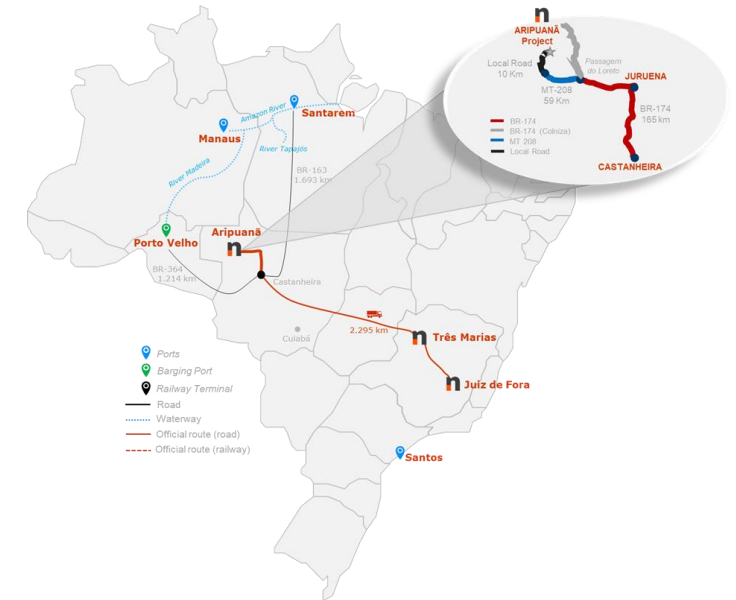 n
ARIPUANÃ
Project
Local Road
10 Km
Passagem
do Loreto
MT-208
59 Km
JURUENA
BR-174
165 km
CASTANHEIRA
BR-174
BR-174 (Colniza)
MT 208
Local Road
Amazon River
Santarem
Manaus
River Tapajós
River Madeira
BR-163
1.693 km
Porto Velho
Aripuanã
n
BR-364
1.214 km
Castanheira
Cuiabá
2.295 km
n
Três Marias
n
Juiz de Fora
Santos
Ports
Barging Port
Railway Terminal
Road
Waterway
Official route (road)
Official route (railway)